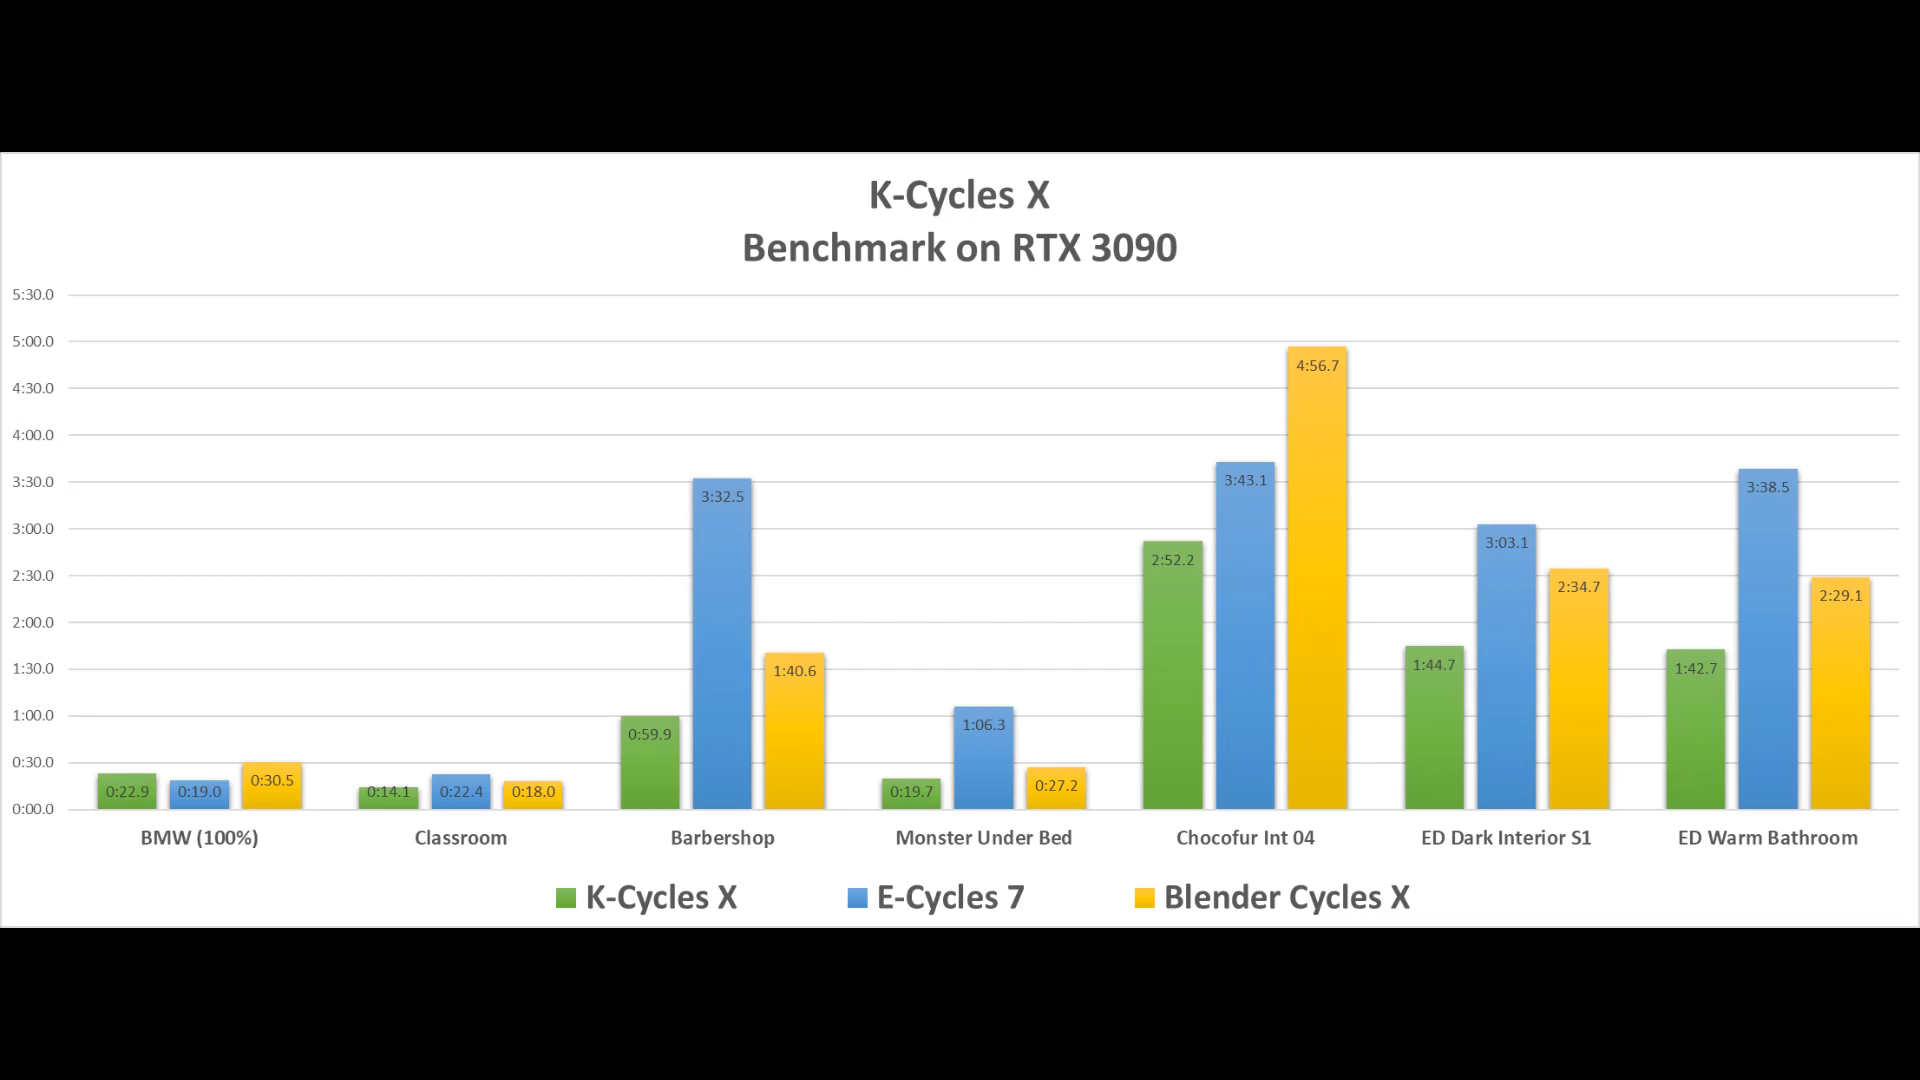 K-Cycles X
Benchmark on RTX 3090
5:30.0
5:00.0
4:30.0
4:00.0
3:30.0
3:00.0
2:30.0
2:00.0
1:30.0
1:00.0
0:30.0
0:00.0
0:22.9 0:19.0 0:30.5
0:14.1 0:22.4 0:18.0
0:59.9 3:32.5 1:40.6
0:19.7 1:06.3 0:27.2
2:52.2 3:43.1 4:56.7
1:44.7 3:03.1 2:34.7
1:42.7 3:38.5 2:29.1
BMW (100%) Classroom Barbershop Monster Under Bed Chocofur Int 04 ED Dark Interior S1 ED Warm Bathroom
K-Cycles X E-Cycles 7 Blender Cycles X